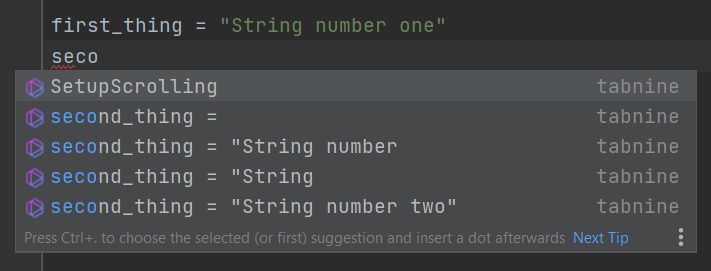 first_thing = "String number one"
seco
SetupScrolling tabnine
second_thing = tabnine
second_thing = "String number tabnine
second_thing = "String tabnine
second_thing = "String number two" tabnine
Press Ctrl+. to choose the selected (or first) suggestion and insert a dot afterwards Next Tip